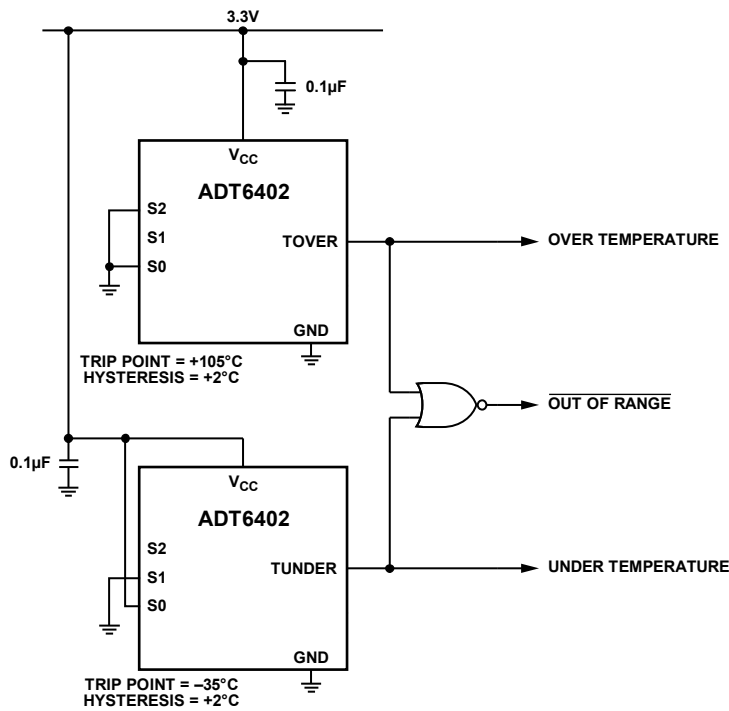 3.3V
0.1µF
VCC
ADT6402
S2
S1
S0
TOVER
OVER TEMPERATURE
GND
TRIP POINT = +105°C
HYSTERESIS = +2°C
OUT OF RANGE
0.1µF
VCC
ADT6402
S2
S1
S0
TUNDER
UNDER TEMPERATURE
GND
TRIP POINT = –35°C
HYSTERESIS = +2°C